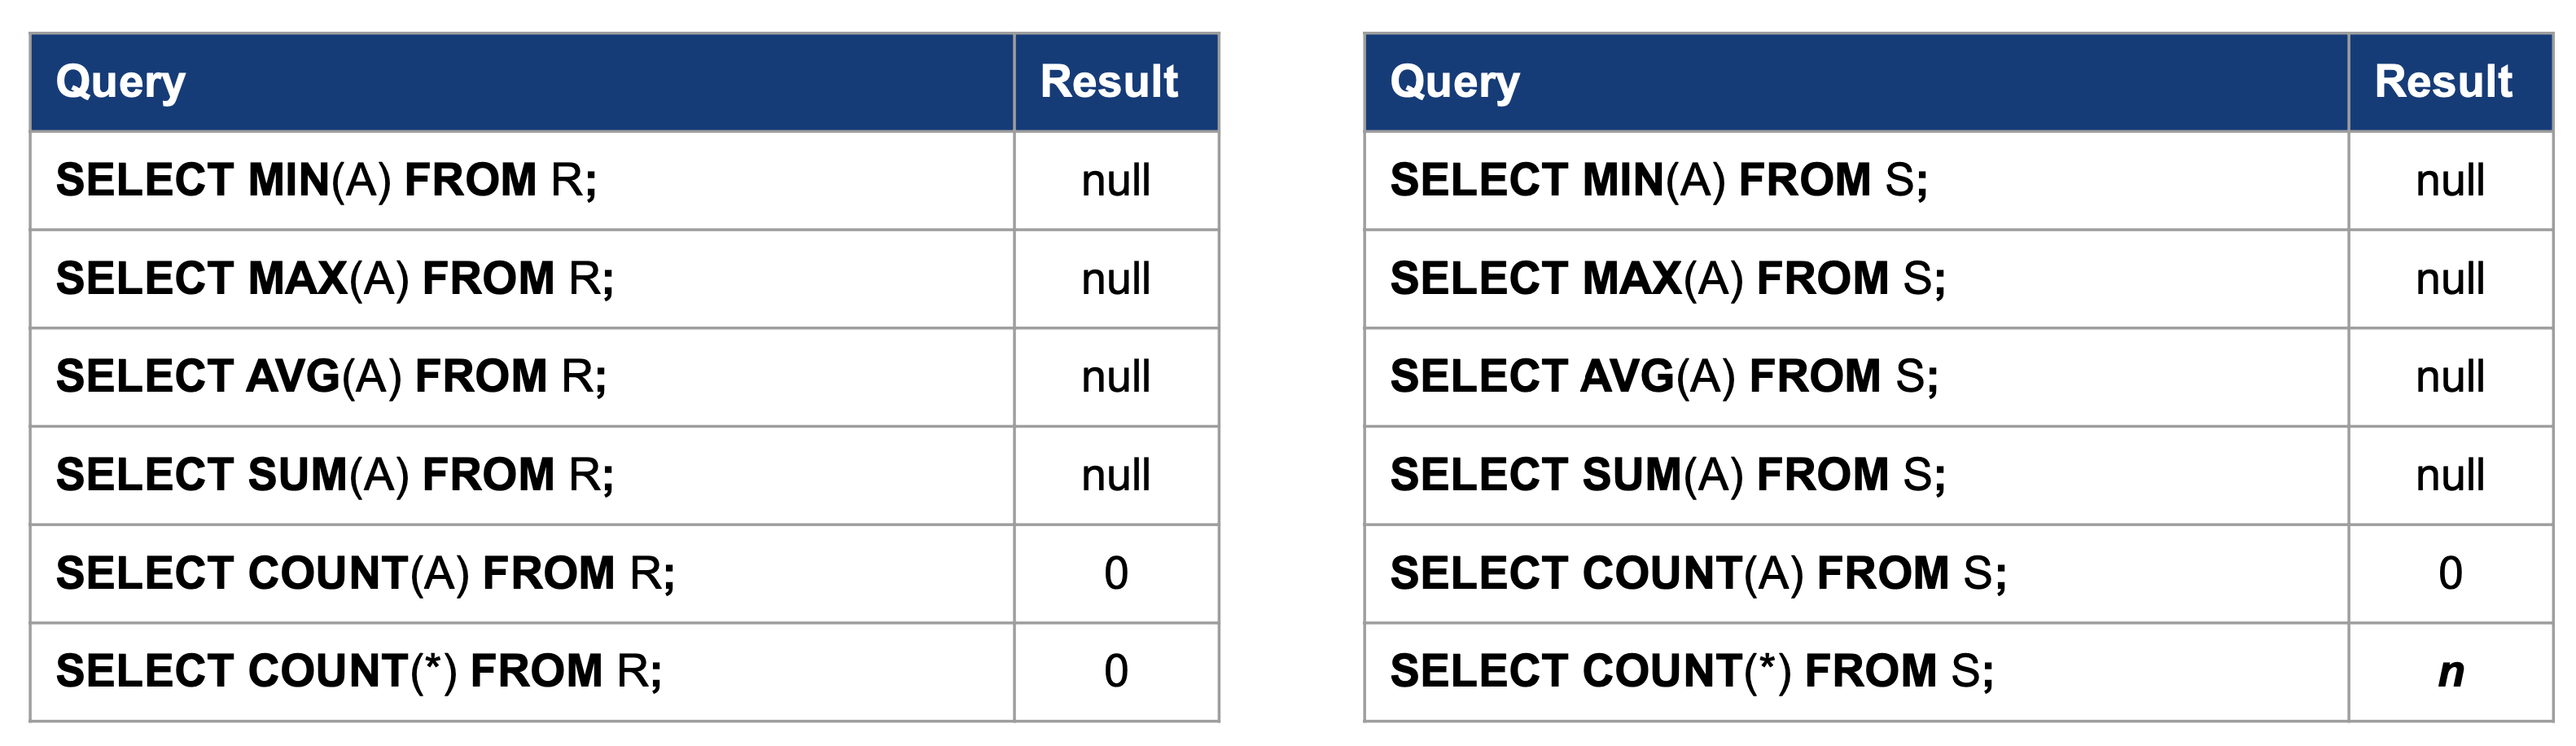 Query Result
SELECT MIN(A) FROM R; null
SELECT MAX(A) FROM R; null
SELECT AVG(A) FROM R; null
SELECT SUM(A) FROM R; null
SELECT COUNT(A) FROM R; 0
SELECT COUNT(*) FROM R; 0
Query Result
SELECT MIN(A) FROM S; null
SELECT MAX(A) FROM S; null
SELECT AVG(A) FROM S; null
SELECT SUM(A) FROM S; null
SELECT COUNT(A) FROM S; 0
SELECT COUNT(*) FROM S; n